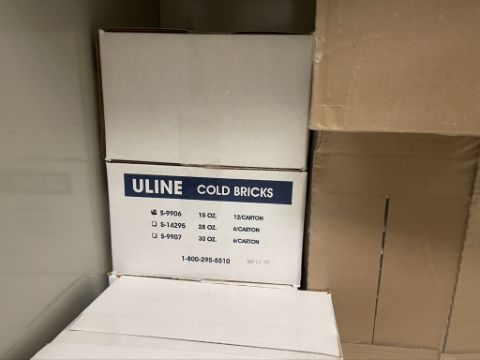 ULINE COLD BRICKS
S-9906 15 OZ. 12/CARTON
S-14295 28 OZ. 6/CARTON
S-9907 30 OZ. 6/CARTON
1-800-295-5510